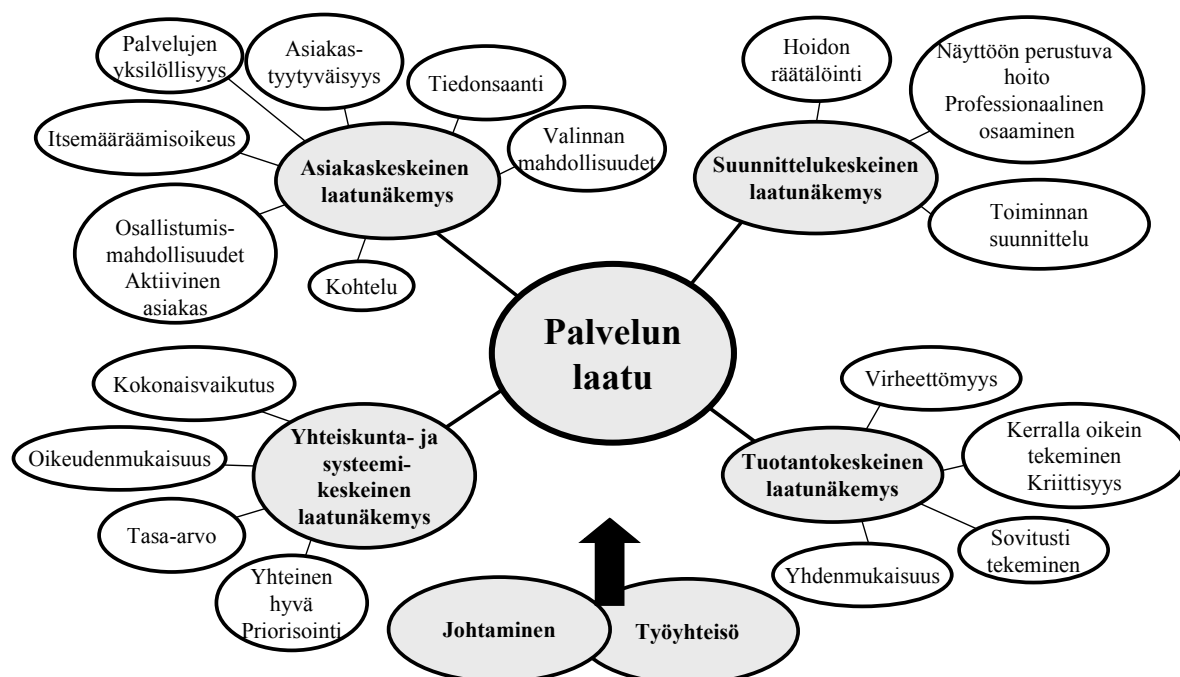 Palvelujen
yksilöllisyys
Asiakas-
tyytyväisyys
Tiedonsaanti
Itsemääräämisoikeus
Valinnan
mahdollisuudet
Asiakaskeskeinen
laatunäkemys
Osallistumis-
mahdollisuudet
Aktiivinen
asiakas
Kohtelu
Hoidon
räätälöinti
Näyttöön perustuva
hoito
Professionaalinen
osaaminen
Suunnittelukeskeinen
laatunäkemys
Toiminnan
suunnittelu
Palvelun
laatu
Kokonaisvaikutus
Oikeudenmukaisuus
Yhteiskunta- ja
systeemi-
keskeinen
laatunäkemys
Tasa-arvo
Yhteinen
hyvä
Priorisointi
Virheettömyys
Kerralla oikein
tekeminen
Kriittisyys
Tuotantokeskeinen
laatunäkemys
Sovitusti
tekeminen
Yhdenmukaisuus
Johtaminen
Työyhteisö